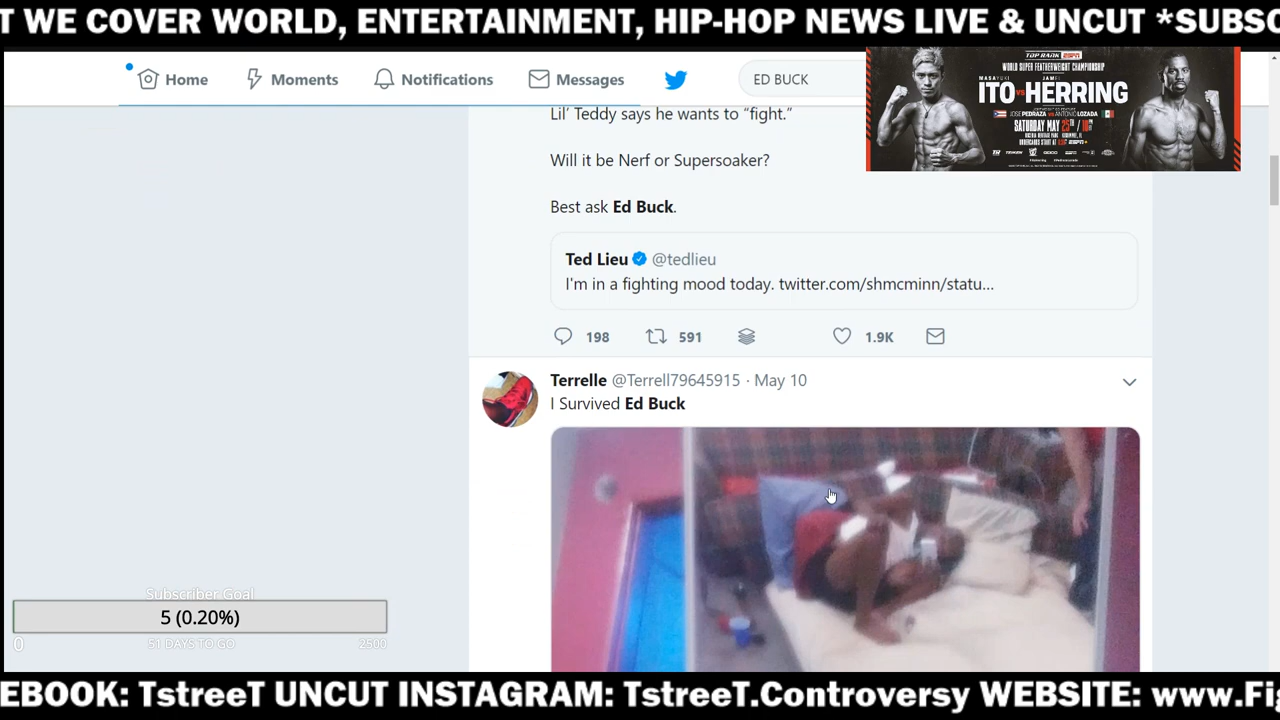 T WE COVER WORLD, ENTERTAINMENT, HIP-HOP NEWS LIVE & UNCUT *SUBSC
Home
Moments
Notifications
Messages
ED BUCK
TOP RANK ESPN
WORLD SUPER FEATHERWEIGHT CHAMPIONSHIP
MASAYUKI JAMEL
ITO VS HERRING
JOSE PEDRAZA VS ANTONIO LOZADA
SATURDAY MAY 25TH
Lil’ Teddy says he wants to “fight.”
Will it be Nerf or Supersoaker?
Best ask Ed Buck.
Ted Lieu @tedlieu
I'm in a fighting mood today. twitter.com/shmcminn/statu...
198
591
1.9K
Terrelle @Terrell79645915 · May 10
I Survived Ed Buck
Subscriber Goal
5 (0.20%)
0
51 DAYS TO GO
2500
EBOOK: TstreeT UNCUT INSTAGRAM: TstreeT.Controversy WEBSITE: www.Fig